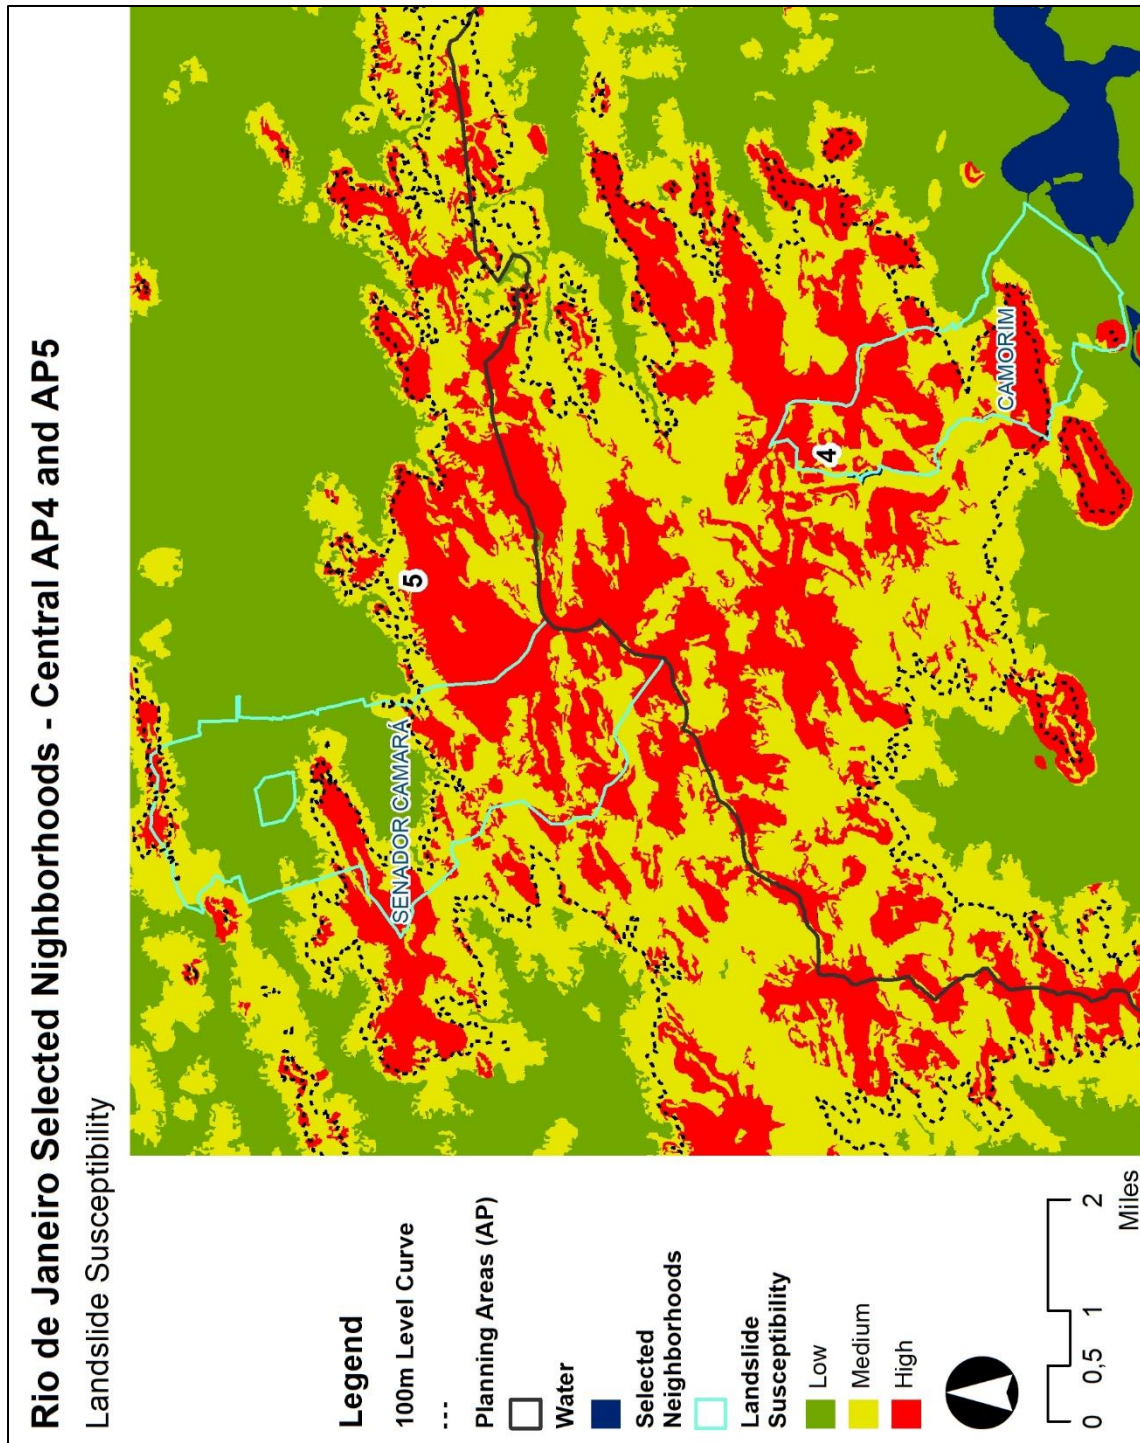 Rio de Janeiro Selected Nighborhoods - Central AP4 and AP5
Landslide Susceptibility
Legend
100m Level Curve
Planning Areas (AP)
Water
Selected
Neighborhoods
Landslide
Susceptibility
Low
Medium
High
0 0,5 1 2
Miles
SENADOR CAMARÁ
5
4
CAMORIM